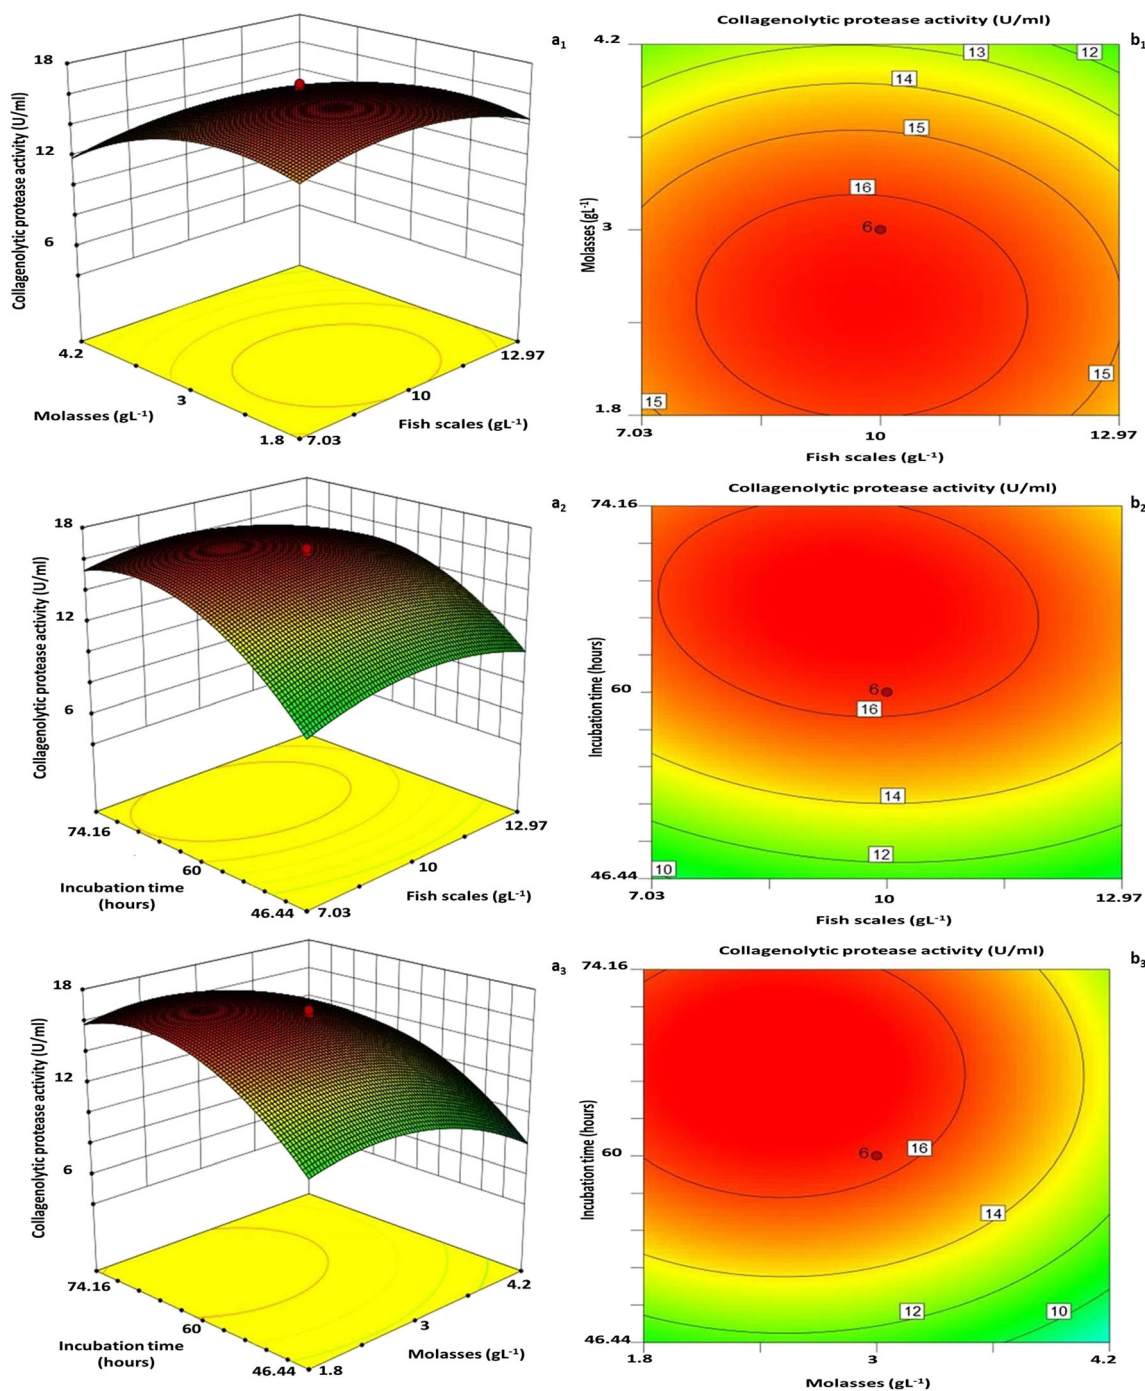 a1
18
12
6
Collagenolytic protease activity (U/ml)
4.2
3
1.8
Molasses (gL-1)
7.03
10
12.97
Fish scales (gL-1)
Collagenolytic protease activity (U/ml)
b1
4.2
3
1.8
Molasses (gL-1)
13
12
14
15
16
6
15
15
7.03
10
12.97
Fish scales (gL-1)
a2
18
12
6
Collagenolytic protease activity (U/ml)
74.16
60
46.44
Incubation time
(hours)
7.03
10
12.97
Fish scales (gL-1)
Collagenolytic protease activity (U/ml)
b2
74.16
60
46.44
Incubation time (hours)
6
16
14
12
10
7.03
10
12.97
Fish scales (gL-1)
a3
18
12
6
Collagenolytic protease activity (U/ml)
74.16
60
46.44
Incubation time
(hours)
1.8
3
4.2
Molasses (gL-1)
Collagenolytic protease activity (U/ml)
b3
74.16
60
46.44
Incubation time (hours)
6
16
14
12
10
1.8
3
4.2
Molasses (gL-1)